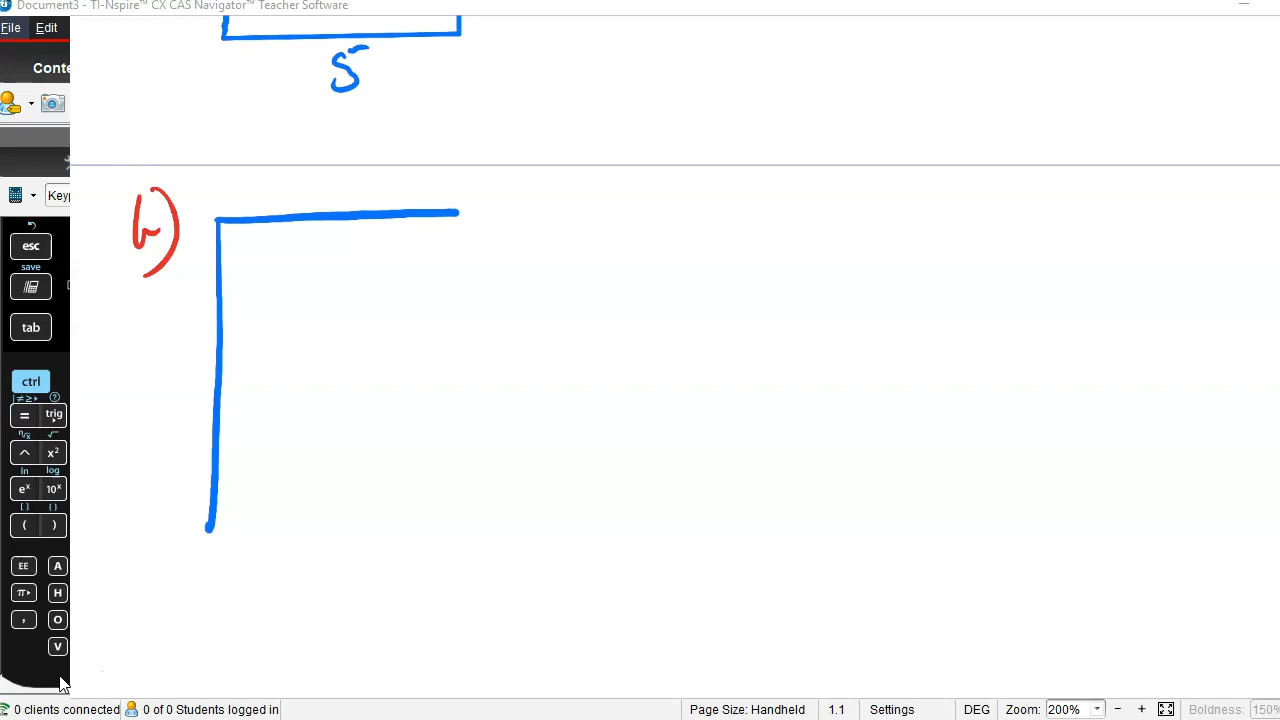 Document3 - TI-Nspire™ CX CAS Navigator™ Teacher Software
File Edit
Conte
5
b)
Keyp
esc
save
tab
ctrl
|≠≥▸ ?
= trig
ⁿ√x √
^ x²
ln log
eˣ 10ˣ
[ ] { }
( )
EE A
π▸ H
, O
V
0 clients connected 0 of 0 Students logged in Page Size: Handheld 1.1 Settings DEG Zoom: 200% - + Boldness: 150%